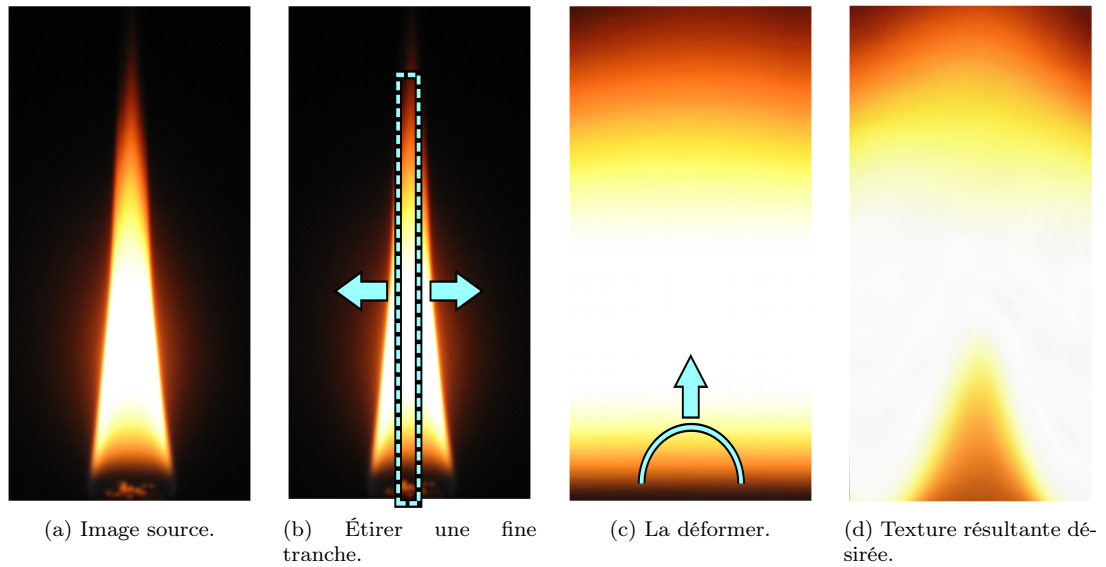 (a) Image source.
(b) Étirer une fine
tranche.
(c) La déformer.
(d) Texture résultante dé-
sirée.